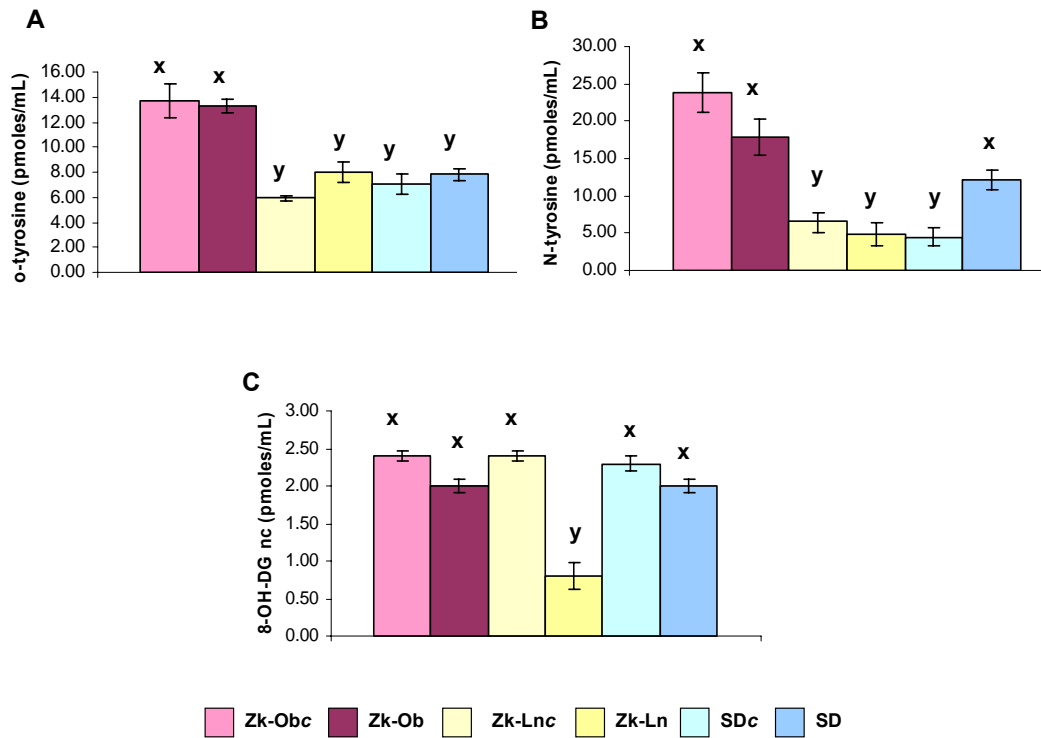 A
o-tyrosine (pmoles/mL)
16.00
14.00
12.00
10.00
8.00
6.00
4.00
2.00
0.00
x
x
y
y
y
y
B
N-tyrosine (pmoles/mL)
30.00
25.00
20.00
15.00
10.00
5.00
0.00
x
x
y
y
y
x
C
8-OH-DG nc (pmoles/mL)
3.00
2.50
2.00
1.50
1.00
0.50
0.00
x
x
x
y
x
x
Zk-Obc Zk-Ob Zk-Lnc Zk-Ln SDc SD